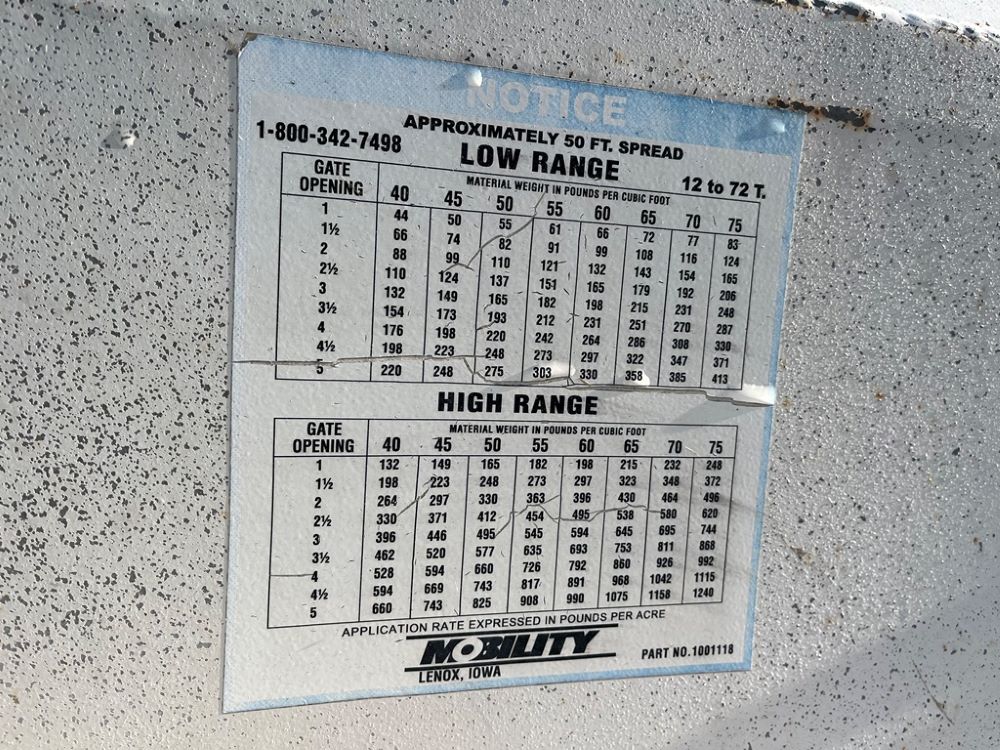 NOTICE
APPROXIMATELY 50 FT. SPREAD
1-800-342-7498 LOW RANGE 12 to 72 T.
GATE OPENING MATERIAL WEIGHT IN POUNDS PER CUBIC FOOT
40 45 50 55 60 65 70 75
1 44 50 55 61 66 72 77 83
1½ 66 74 82 91 99 108 116 124
2 88 99 110 121 132 143 154 165
2½ 110 124 137 151 165 179 192 206
3 132 149 165 182 198 215 231 248
3½ 154 173 193 212 231 251 270 287
4 176 198 220 242 264 286 308 330
4½ 198 223 248 273 297 322 347 371
5 220 248 275 303 330 358 385 413
HIGH RANGE
GATE OPENING MATERIAL WEIGHT IN POUNDS PER CUBIC FOOT
40 45 50 55 60 65 70 75
1 132 149 165 182 198 215 232 248
1½ 198 223 248 273 297 323 348 372
2 264 297 330 363 396 430 464 496
2½ 330 371 412 454 495 538 580 620
3 396 446 495 545 594 645 695 744
3½ 462 520 577 635 693 753 811 868
4 528 594 660 726 792 860 926 992
4½ 594 669 743 817 891 968 1042 1115
5 660 743 825 908 990 1075 1158 1240
APPLICATION RATE EXPRESSED IN POUNDS PER ACRE
MOBILITY
LENOX, IOWA
PART NO.1001118